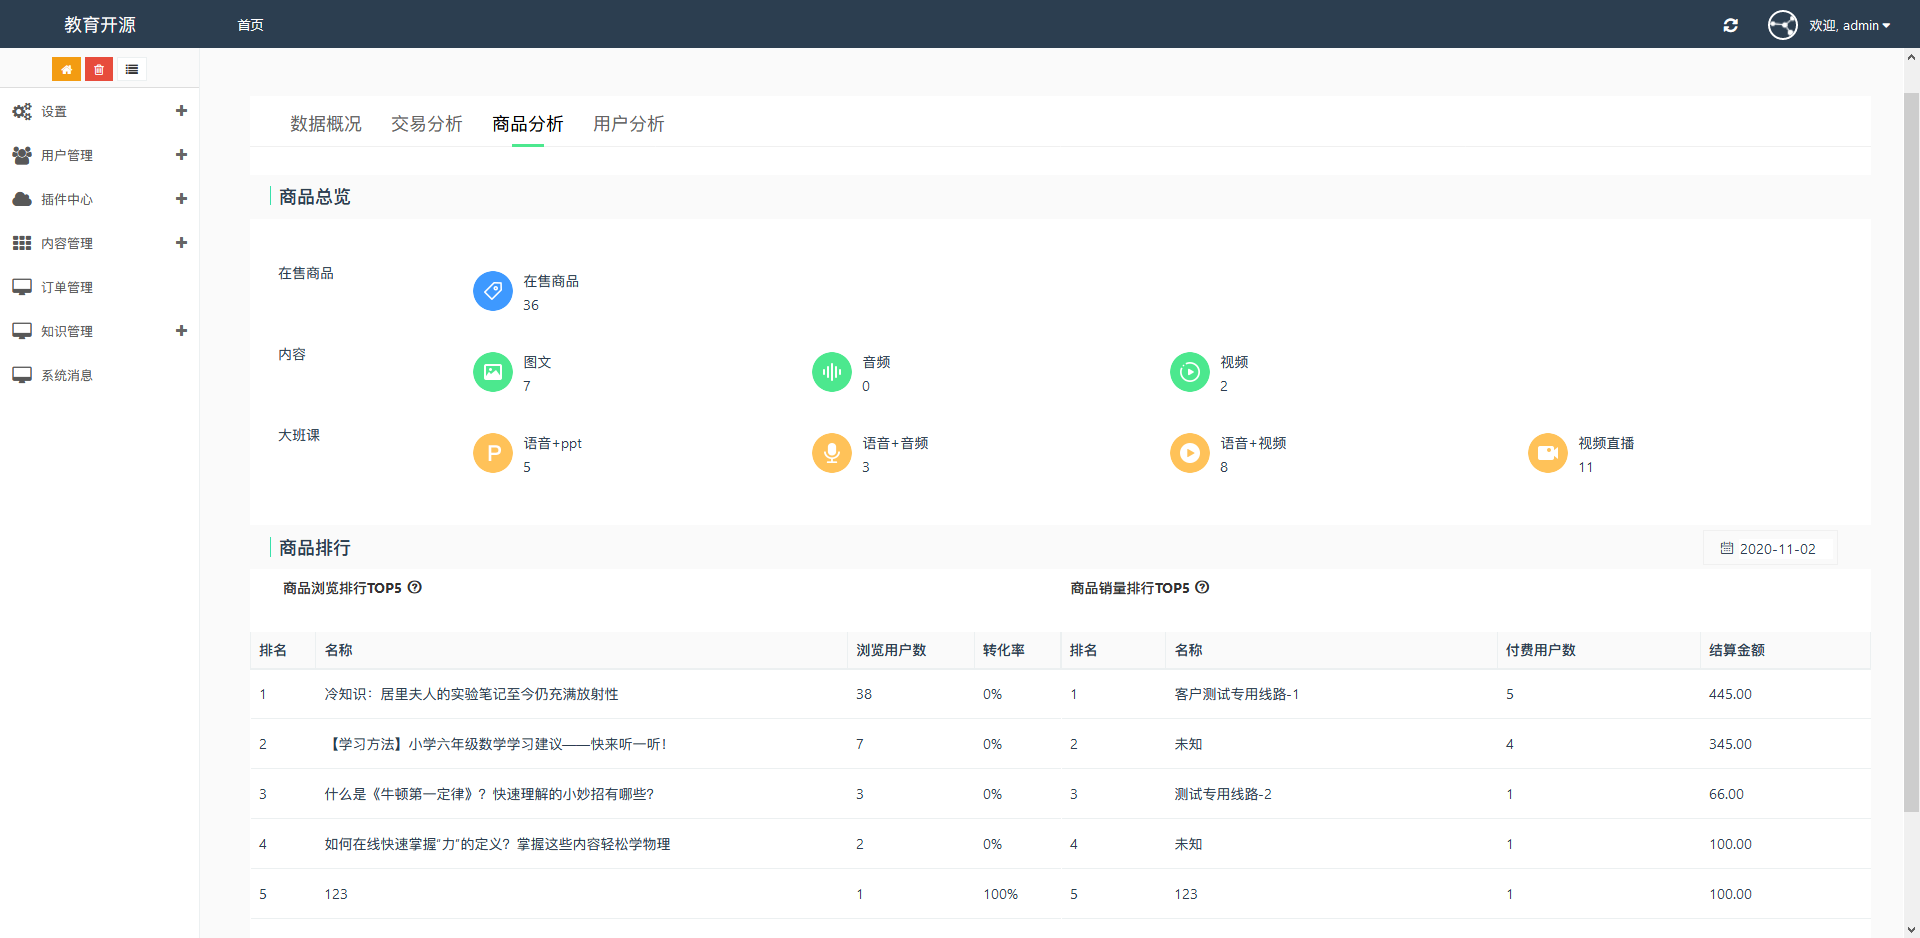 教育开源
首页
欢迎, admin
设置
用户管理
插件中心
内容管理
订单管理
知识管理
系统消息
数据概况 交易分析 商品分析 用户分析
商品总览
在售商品
在售商品
36
内容
图文
7
音频
0
视频
2
大班课
P
语音+ppt
5
语音+音频
3
语音+视频
8
视频直播
11
商品排行
2020-11-02
商品浏览排行TOP5
商品销量排行TOP5
排名 名称 浏览用户数 转化率 排名 名称 付费用户数 结算金额
1 冷知识：居里夫人的实验笔记至今仍充满放射性 38 0% 1 客户测试专用线路-1 5 445.00
2 【学习方法】小学六年级数学学习建议——快来听一听！ 7 0% 2 未知 4 345.00
3 什么是《牛顿第一定律》？快速理解的小妙招有哪些？ 3 0% 3 测试专用线路-2 1 66.00
4 如何在线快速掌握“力”的定义？掌握这些内容轻松学物理 2 0% 4 未知 1 100.00
5 123 1 100% 5 123 1 100.00